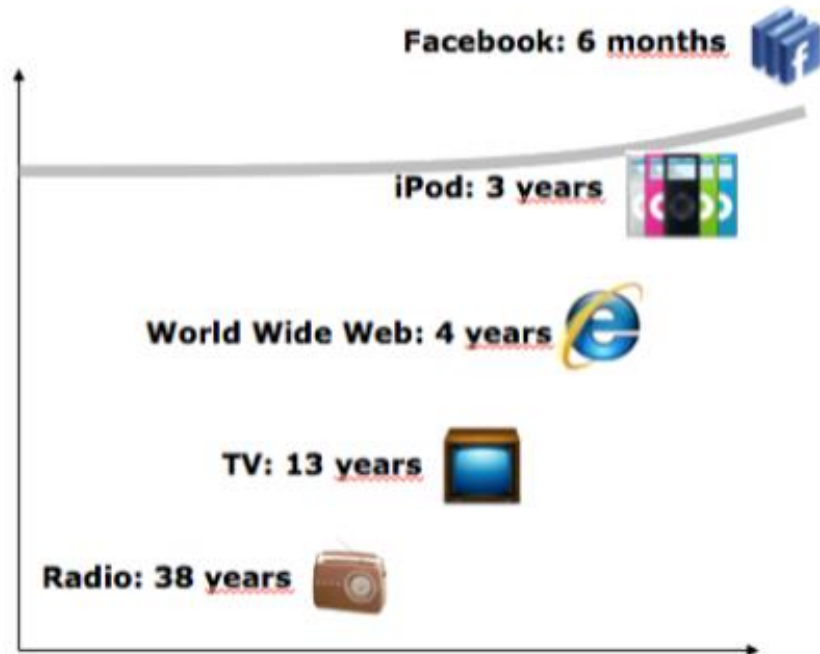 Facebook: 6 months
iPod: 3 years
World Wide Web: 4 years
TV: 13 years
Radio: 38 years